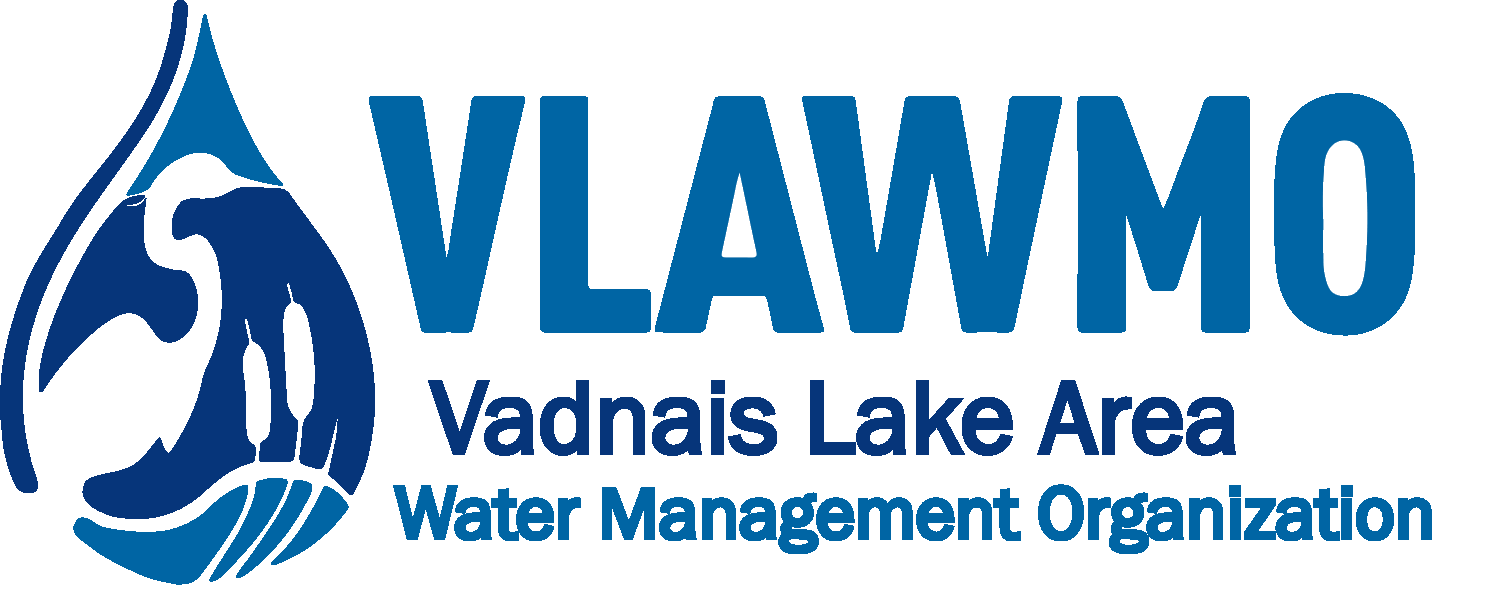 VLAWMO
Vadnais Lake Area
Water Management Organization